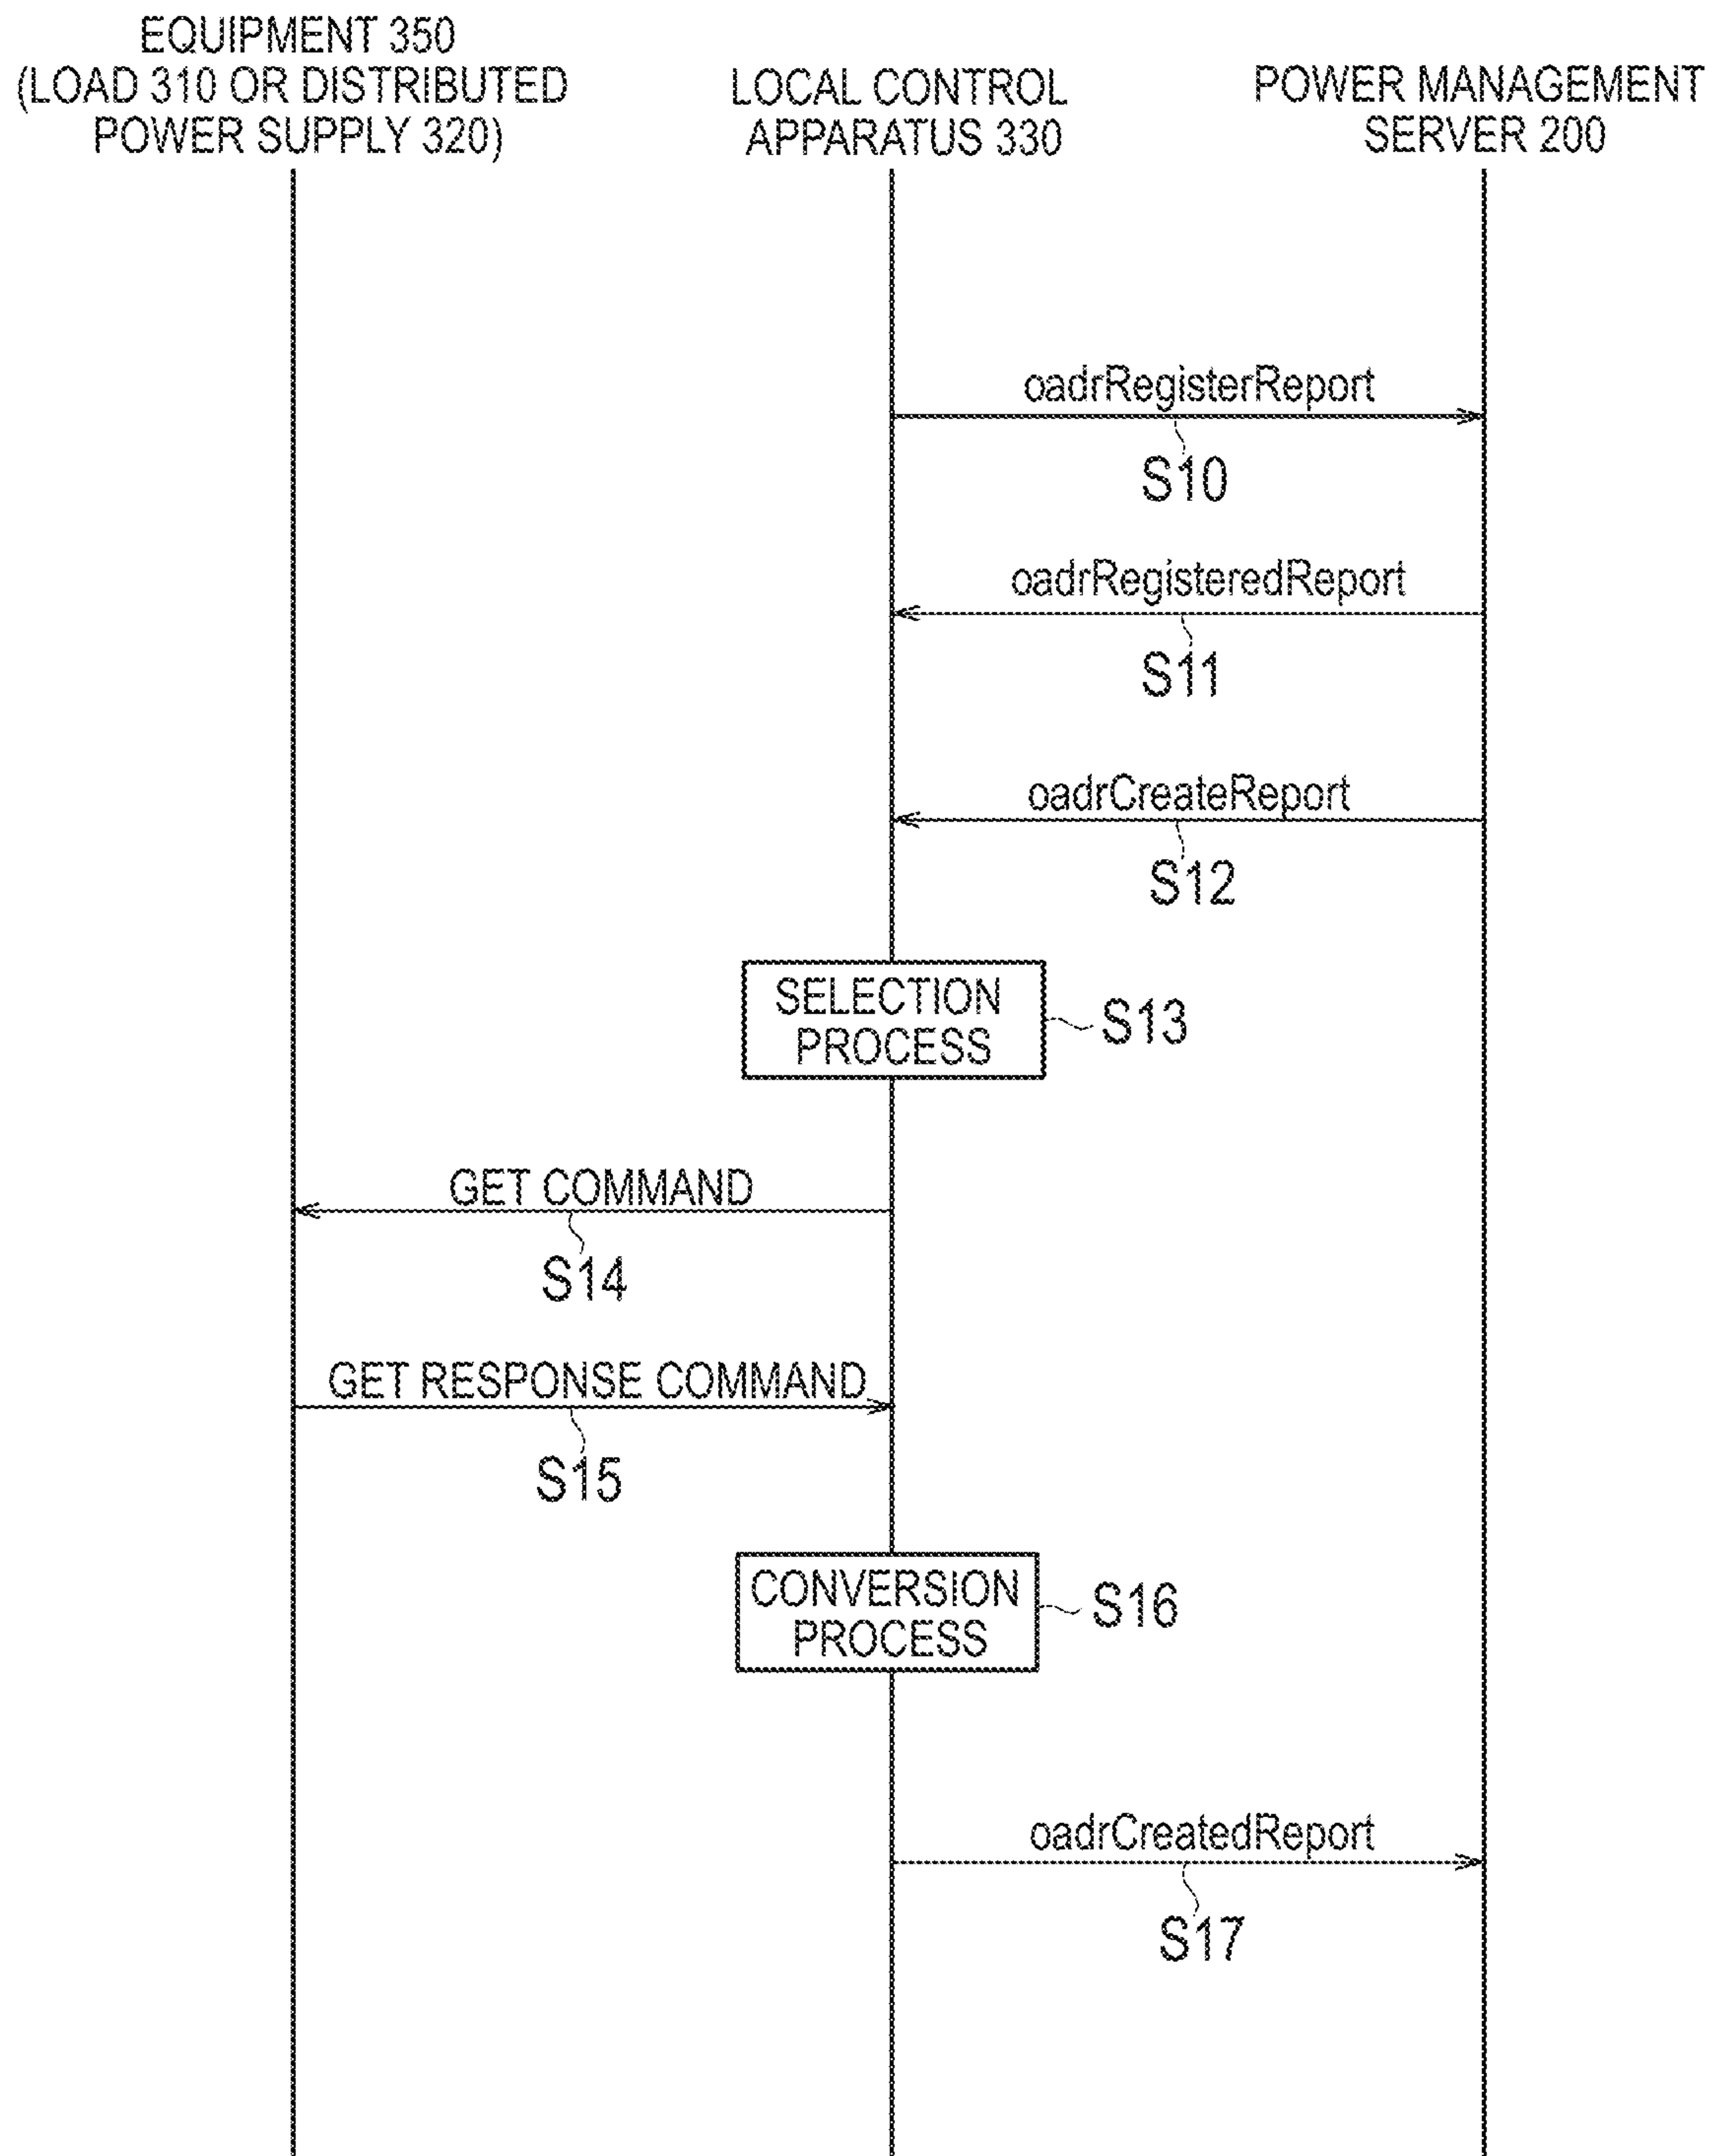 EQUIPMENT 350
(LOAD 310 OR DISTRIBUTED
POWER SUPPLY 320)
LOCAL CONTROL
APPARATUS 330
POWER MANAGEMENT
SERVER 200
oadrRegisterReport
S10
oadrRegisteredReport
S11
oadrCreateReport
S12
SELECTION
PROCESS
S13
GET COMMAND
S14
GET RESPONSE COMMAND
S15
CONVERSION
PROCESS
S16
oadrCreatedReport
S17